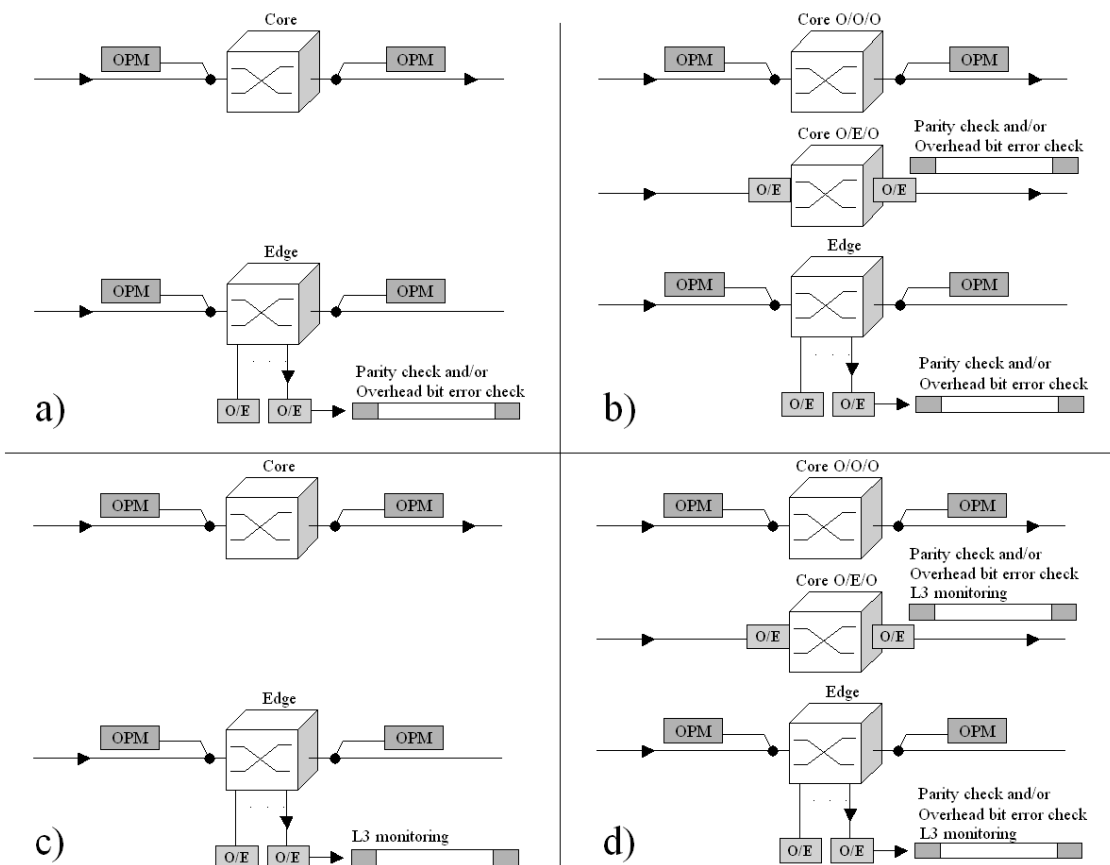 Core
OPM
OPM
Edge
OPM
OPM
Parity check and/or
Overhead bit error check
O/E
O/E
a)
Core O/O/O
OPM
OPM
Core O/E/O
Parity check and/or
Overhead bit error check
O/E
O/E
Edge
OPM
OPM
Parity check and/or
Overhead bit error check
O/E
O/E
b)
Core
OPM
OPM
Edge
OPM
OPM
L3 monitoring
O/E
O/E
c)
Core O/O/O
OPM
OPM
Parity check and/or
Overhead bit error check
L3 monitoring
Core O/E/O
O/E
O/E
Edge
OPM
OPM
Parity check and/or
Overhead bit error check
L3 monitoring
O/E
O/E
d)